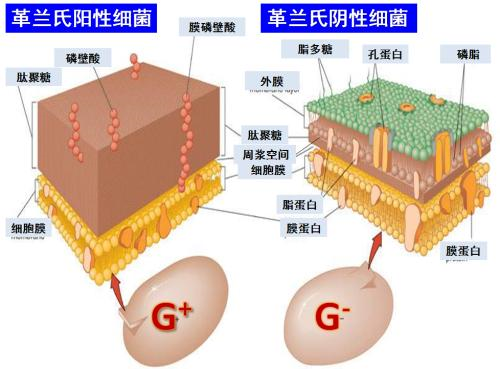 革兰氏阳性细菌
革兰氏阴性细菌
膜磷壁酸
磷壁酸
肽聚糖
脂多糖
孔蛋白
磷脂
外膜
肽聚糖
周浆空间
细胞膜
脂蛋白
膜蛋白
细胞膜
膜蛋白
G+
G-